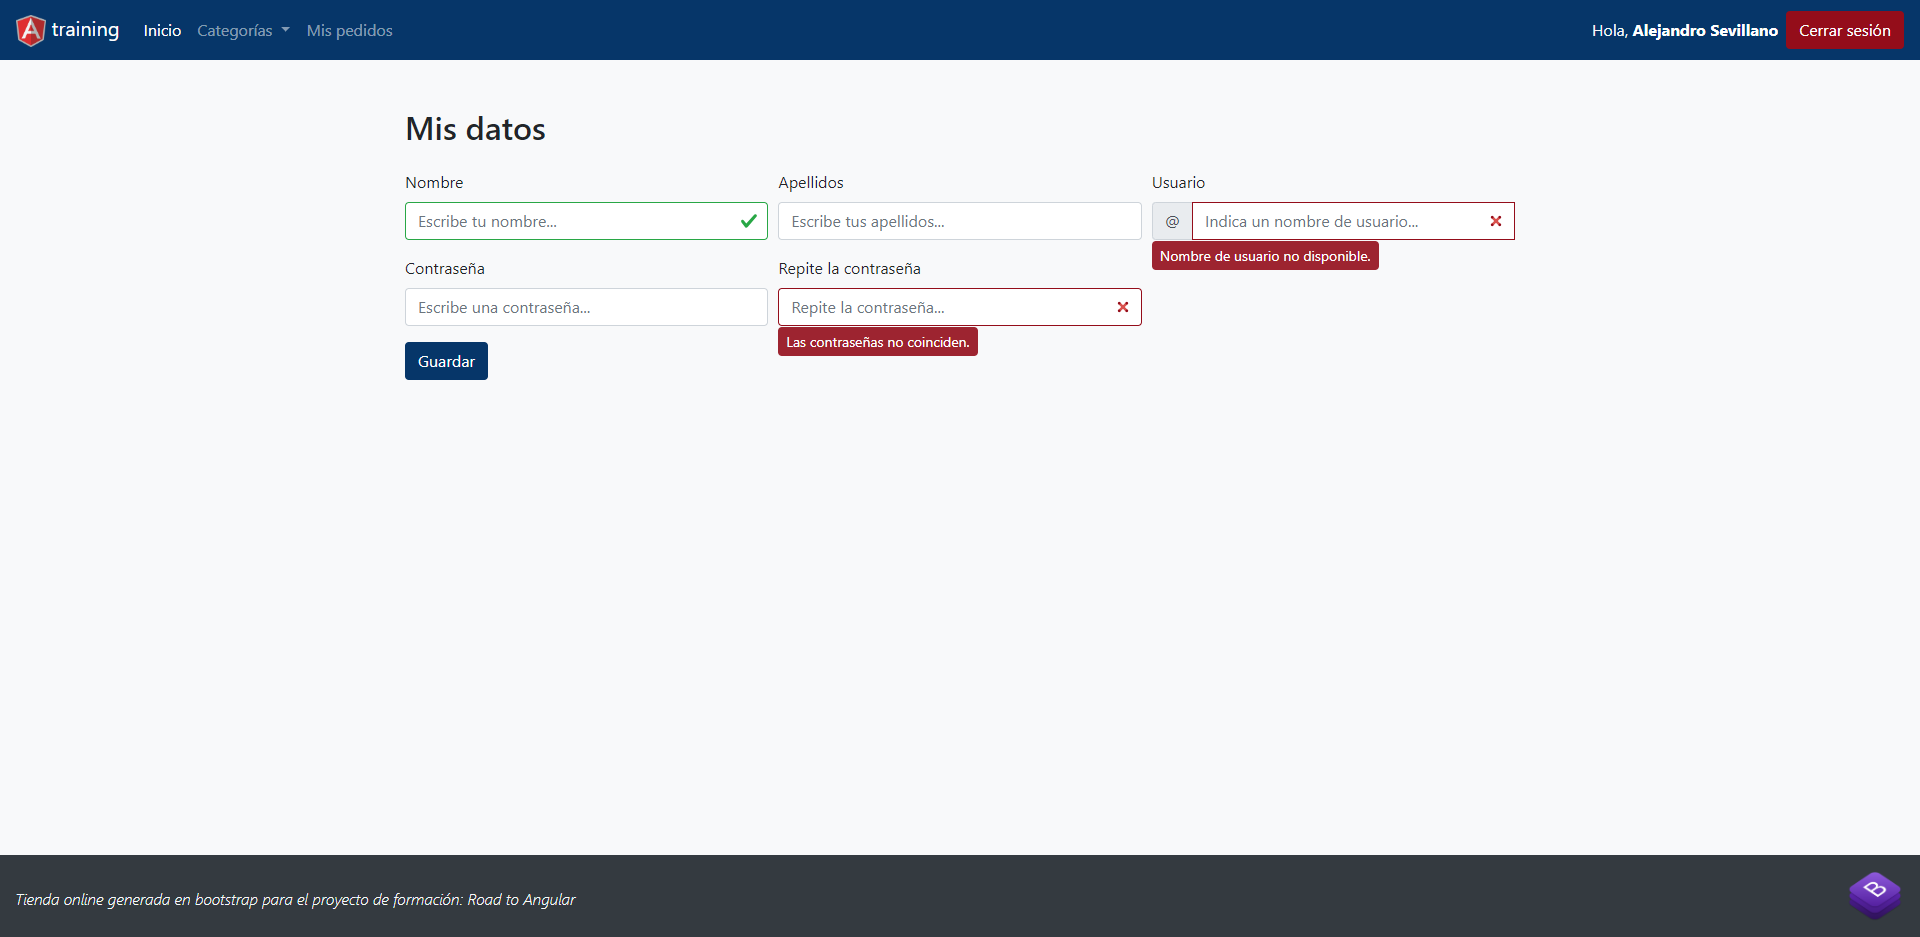 training Inicio Categorías Mis pedidos Hola, Alejandro Sevillano Cerrar sesión
Mis datos
Nombre Apellidos Usuario
Escribe tu nombre... Escribe tus apellidos... @ Indica un nombre de usuario...
Nombre de usuario no disponible.
Contraseña Repite la contraseña
Escribe una contraseña... Repite la contraseña...
Las contraseñas no coinciden.
Guardar
Tienda online generada en bootstrap para el proyecto de formación: Road to Angular